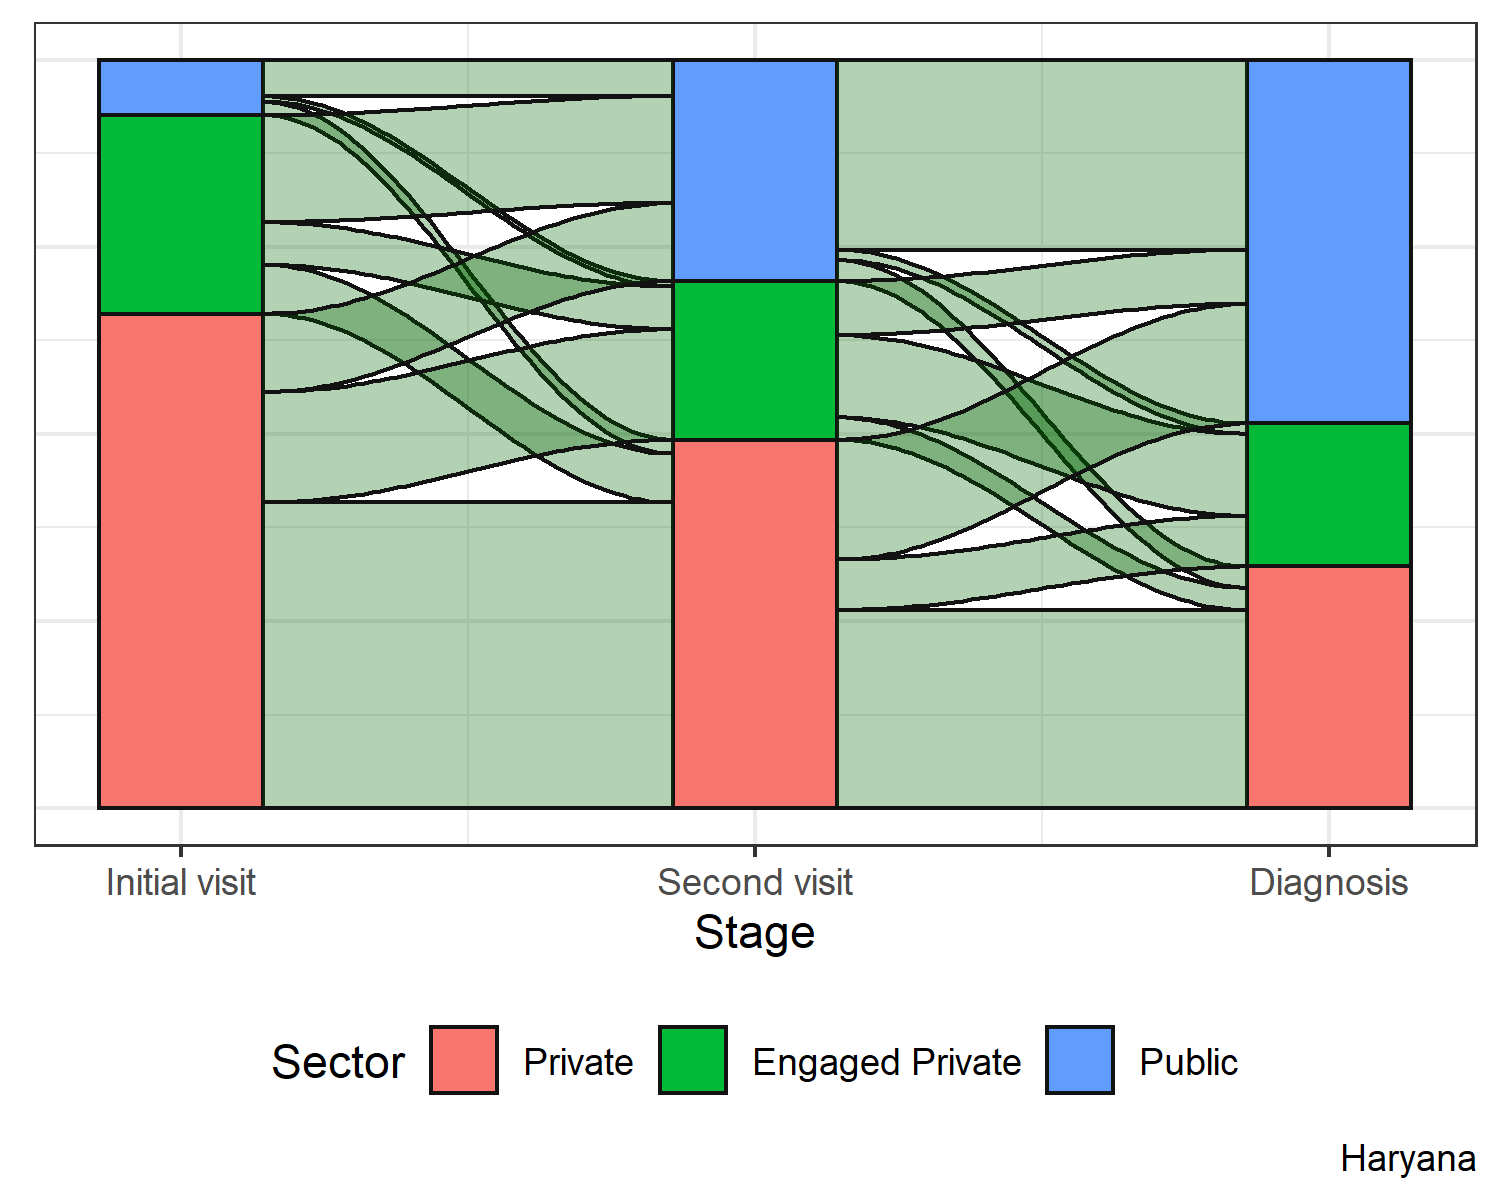 Initial visit Second visit Diagnosis
Stage
Sector Private Engaged Private Public
Haryana